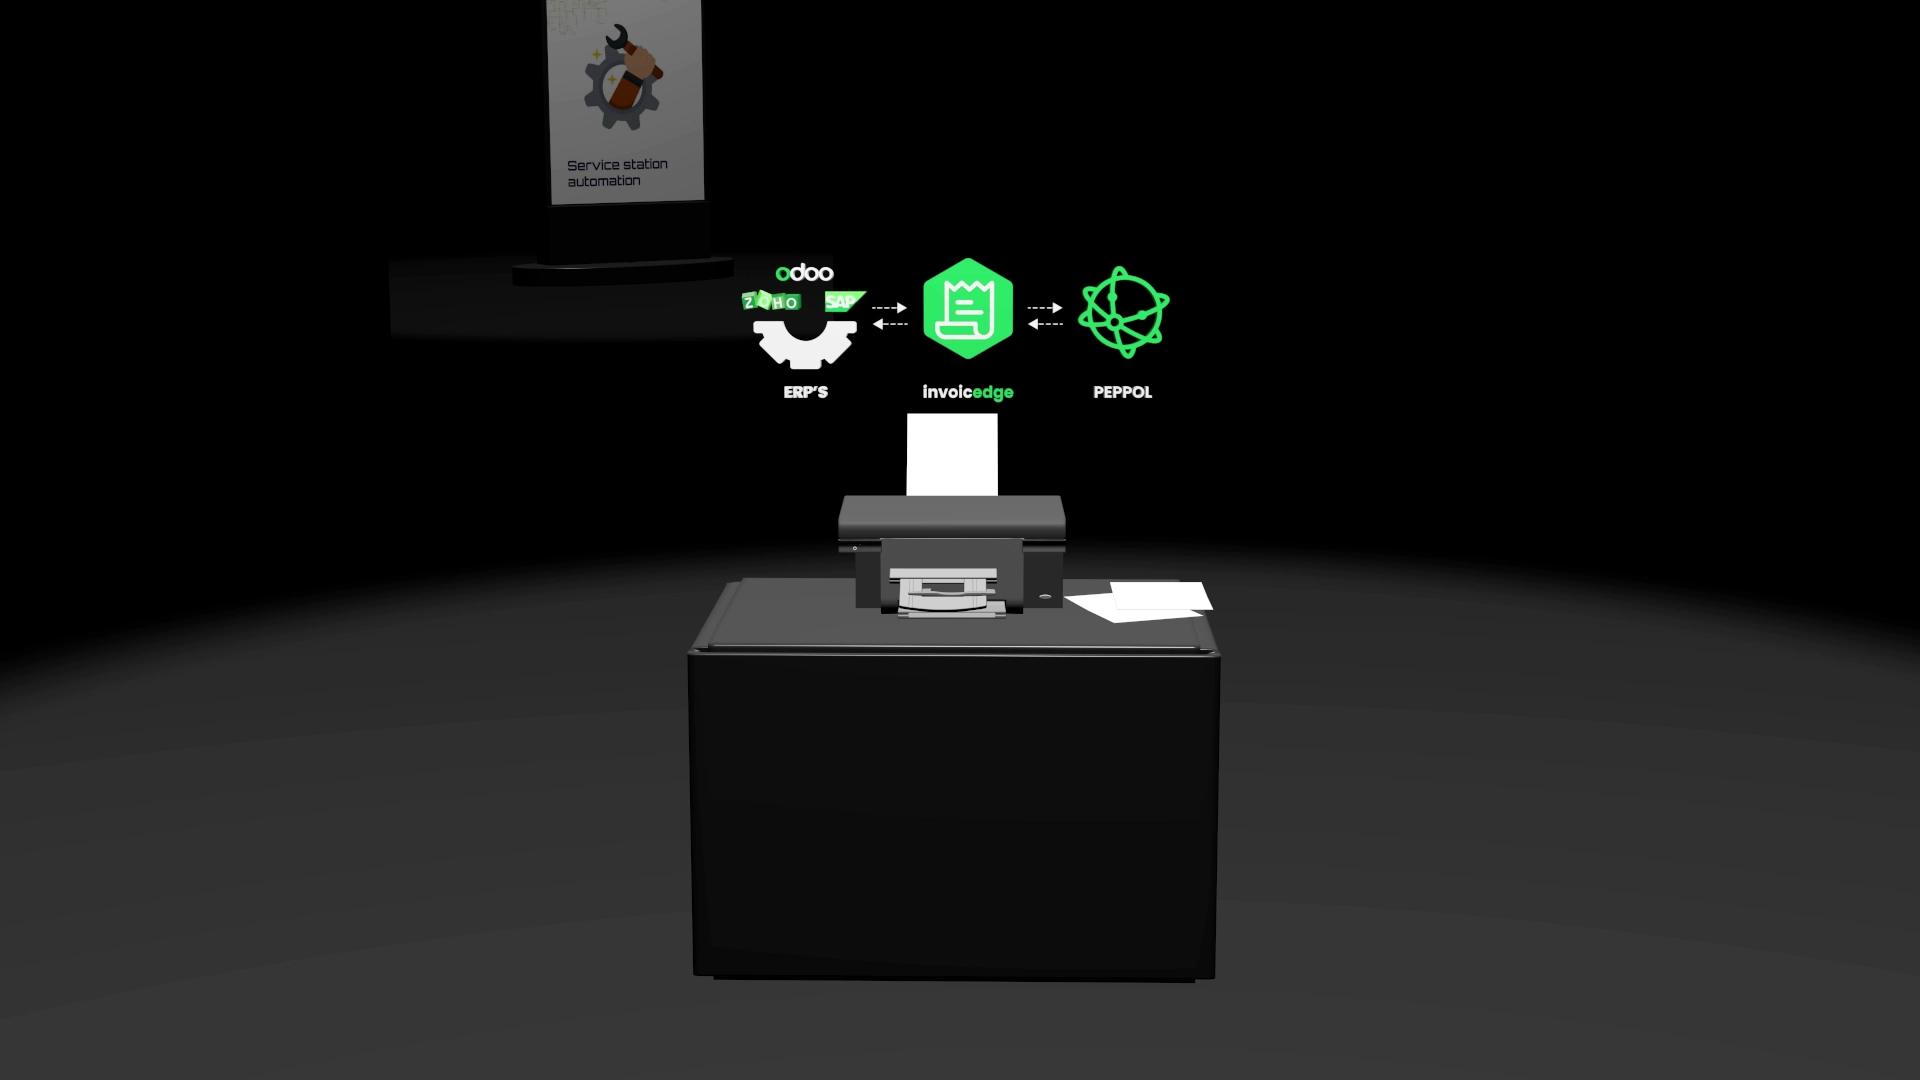 Service station
automation
odoo
ZOHO
SAP
ERP'S
invoicedge
PEPPOL